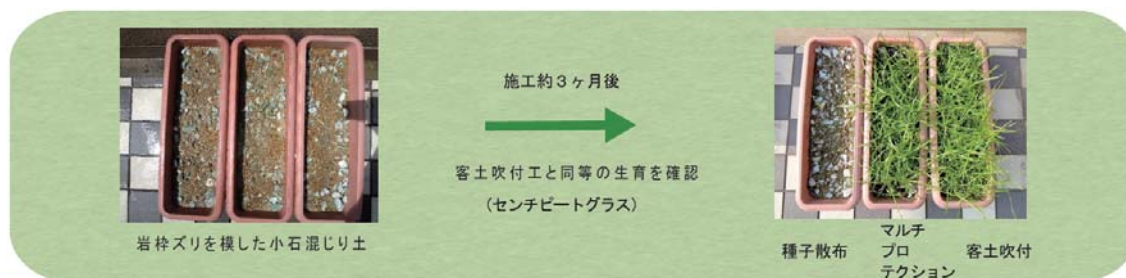 施工約3ヶ月後
客土吹付工と同等の生育を確認
(センチピートグラス)
岩枠ズリを模した小石混じり土
種子散布
マルチ
プロ
テクション
客土吹付